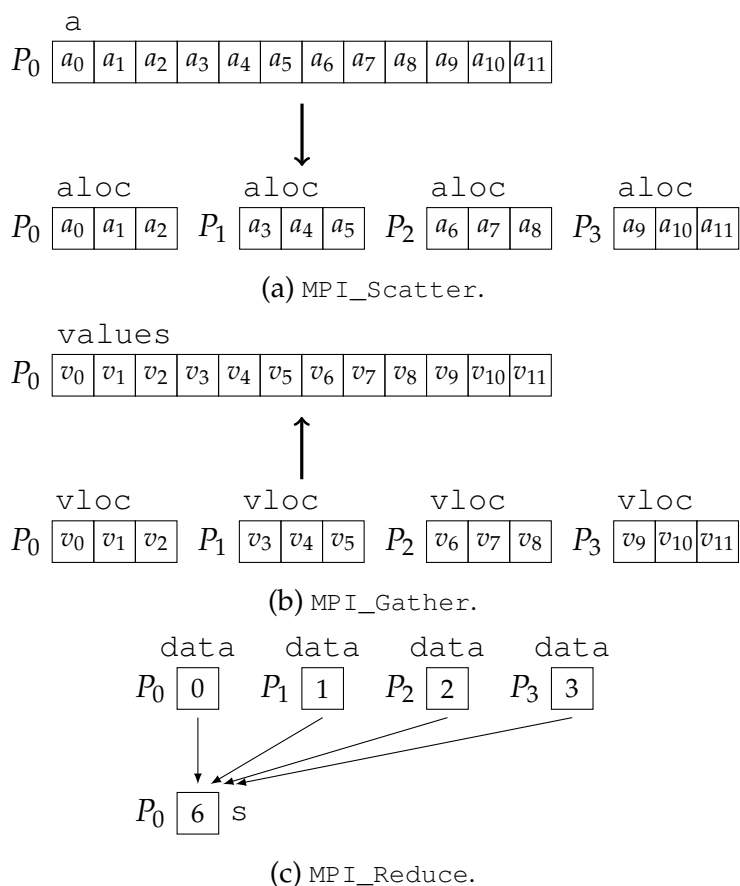 a
P₀ a₀ a₁ a₂ a₃ a₄ a₅ a₆ a₇ a₈ a₉ a₁₀ a₁₁
aloc aloc aloc aloc
P₀ a₀ a₁ a₂ P₁ a₃ a₄ a₅ P₂ a₆ a₇ a₈ P₃ a₉ a₁₀ a₁₁
(a) MPI_Scatter.
values
P₀ v₀ v₁ v₂ v₃ v₄ v₅ v₆ v₇ v₈ v₉ v₁₀ v₁₁
vloc vloc vloc vloc
P₀ v₀ v₁ v₂ P₁ v₃ v₄ v₅ P₂ v₆ v₇ v₈ P₃ v₉ v₁₀ v₁₁
(b) MPI_Gather.
data data data data
P₀ 0 P₁ 1 P₂ 2 P₃ 3
P₀ 6 s
(c) MPI_Reduce.